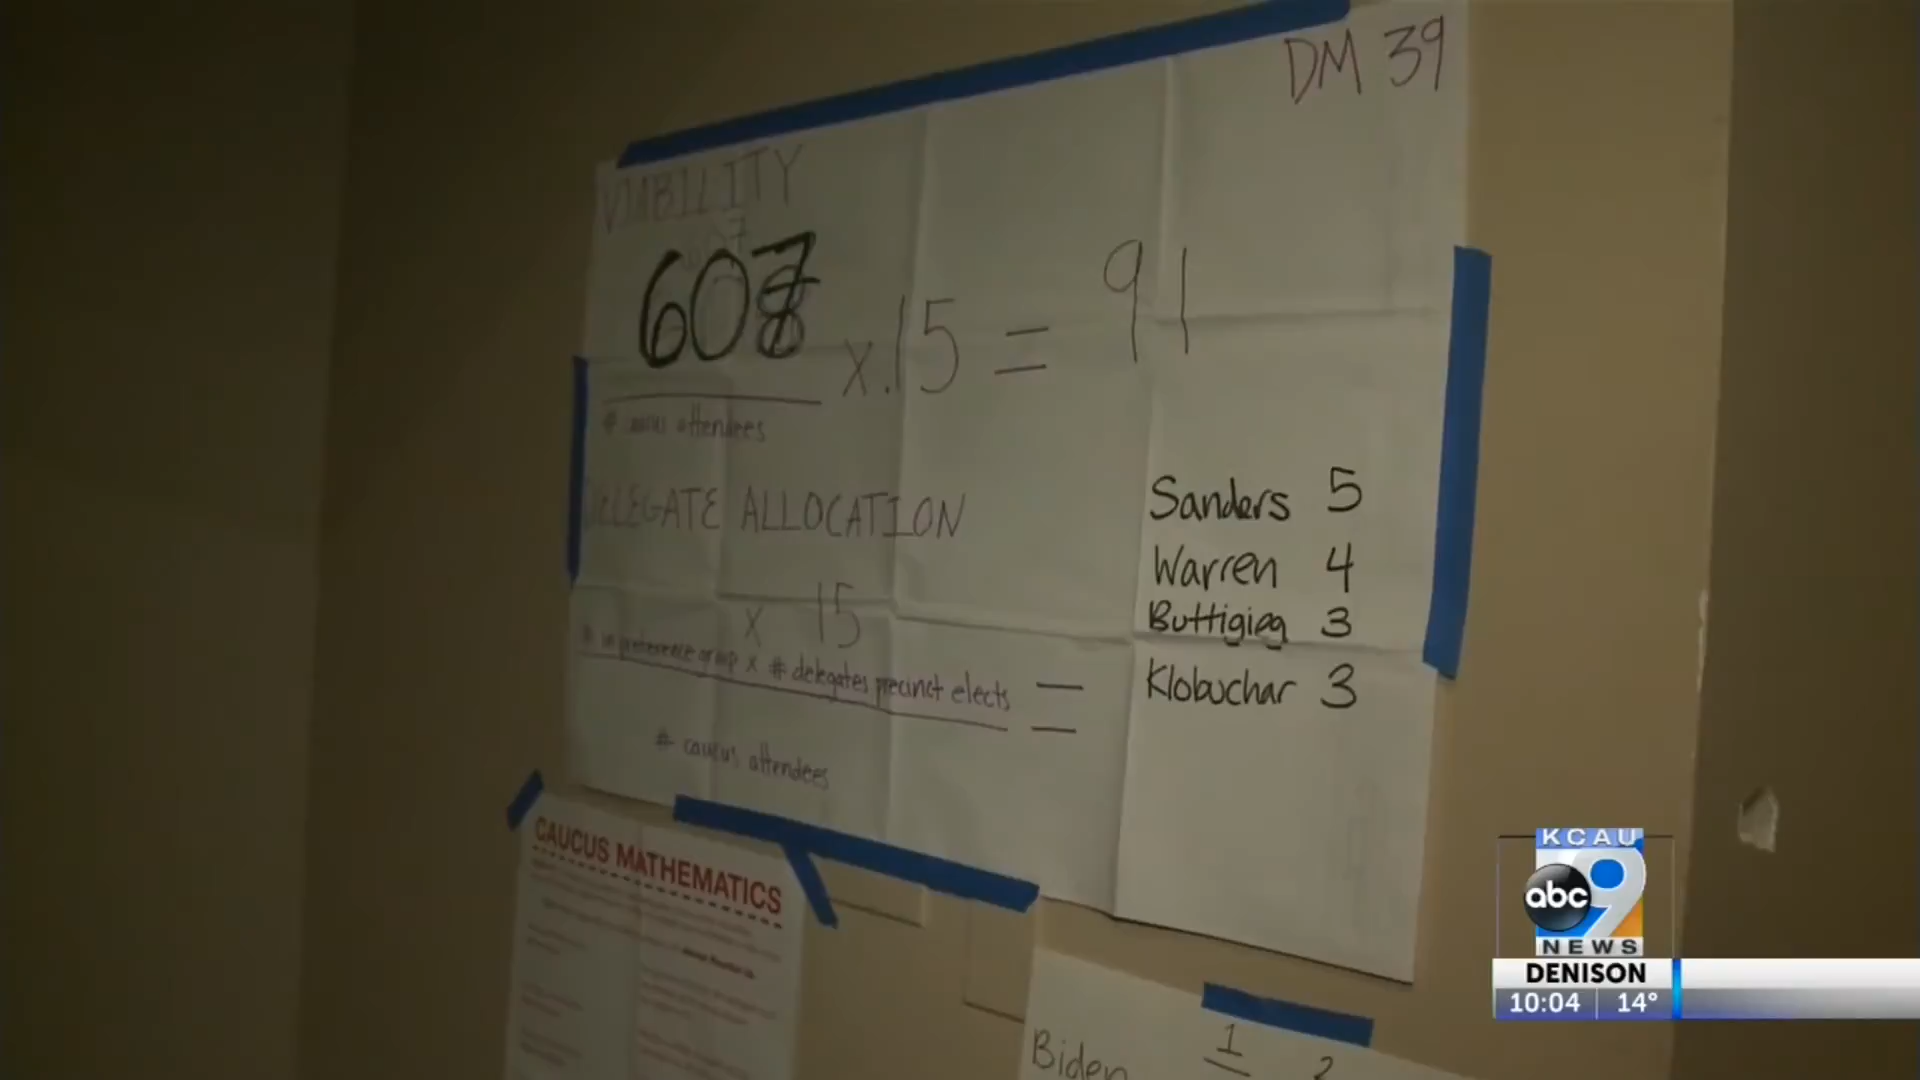 DM 39
VIABILITY
607 x .15 = 91
# caucus attendees
DELEGATE ALLOCATION
x 15
# in preference group x # delegates precinct elects =
# caucus attendees
Sanders 5
Warren 4
Buttigieg 3
Klobuchar 3
CAUCUS MATHEMATICS
Biden 1 2
KCAU
abc 9
NEWS
DENISON
10:04 14°